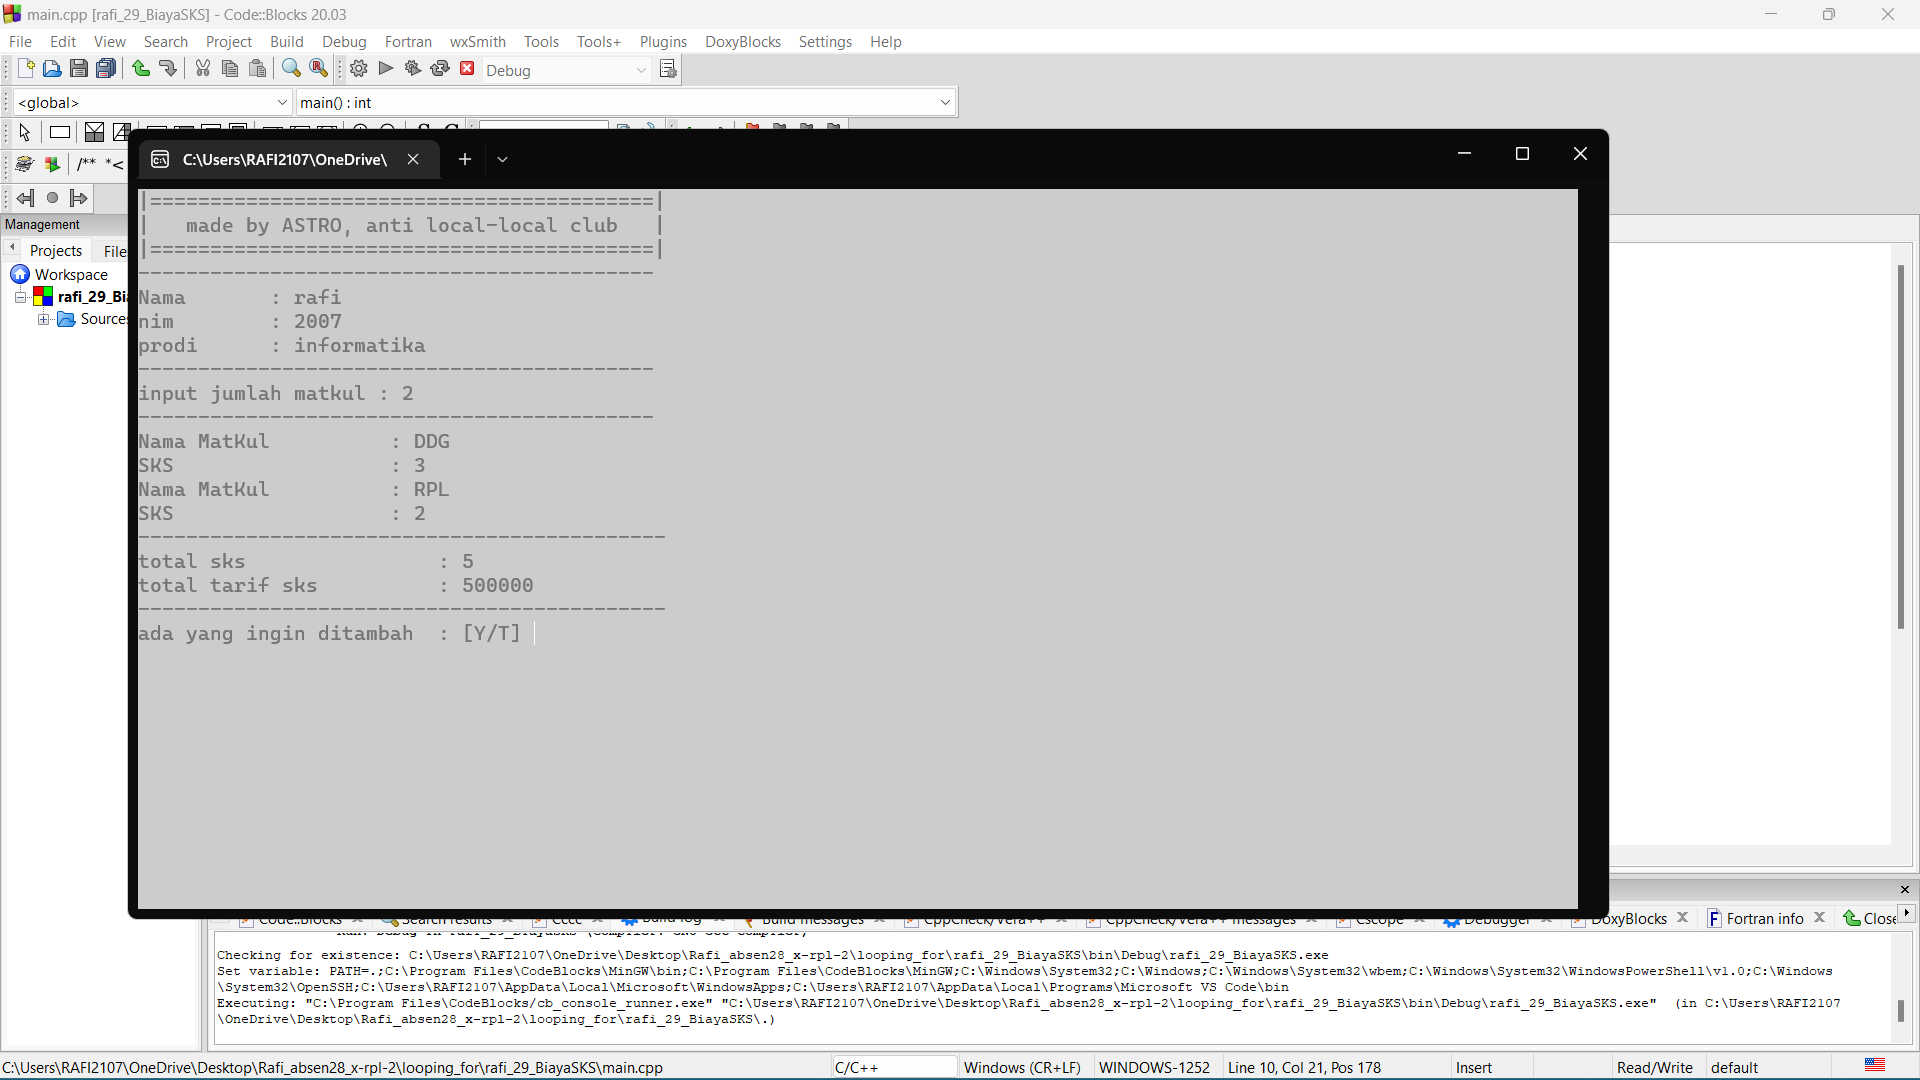 main.cpp [rafi_29_BiayaSKS] - Code::Blocks 20.03
File Edit View Search Project Build Debug Fortran wxSmith Tools Tools+ Plugins DoxyBlocks Settings Help
Debug
<global> main() : int
/** *<
C:\Users\RAFI2107\OneDrive\
Management
Projects File
Workspace
rafi_29_Bia
Sources
|==========================================|
| made by ASTRO, anti local-local club |
|==========================================|
-------------------------------------------
Nama : rafi
nim : 2007
prodi : informatika
-------------------------------------------
input jumlah matkul : 2
-------------------------------------------
Nama MatKul : DDG
SKS : 3
Nama MatKul : RPL
SKS : 2
--------------------------------------------
total sks : 5
total tarif sks : 500000
--------------------------------------------
ada yang ingin ditambah : [Y/T]
Code::Blocks Search results Cccc Build log Build messages CppCheck/Vera++ CppCheck/Vera++ messages Cscope Debugger DoxyBlocks Fortran info Close
Checking for existence: C:\Users\RAFI2107\OneDrive\Desktop\Rafi_absen28_x-rpl-2\looping_for\rafi_29_BiayaSKS\bin\Debug\rafi_29_BiayaSKS.exe
Set variable: PATH=.;C:\Program Files\CodeBlocks\MinGW\bin;C:\Program Files\CodeBlocks\MinGW;C:\Windows\System32;C:\Windows;C:\Windows\System32\wbem;C:\Windows\System32\WindowsPowerShell\v1.0;C:\Windows
\System32\OpenSSH;C:\Users\RAFI2107\AppData\Local\Microsoft\WindowsApps;C:\Users\RAFI2107\AppData\Local\Programs\Microsoft VS Code\bin
Executing: "C:\Program Files\CodeBlocks/cb_console_runner.exe" "C:\Users\RAFI2107\OneDrive\Desktop\Rafi_absen28_x-rpl-2\looping_for\rafi_29_BiayaSKS\bin\Debug\rafi_29_BiayaSKS.exe" (in C:\Users\RAFI2107
\OneDrive\Desktop\Rafi_absen28_x-rpl-2\looping_for\rafi_29_BiayaSKS\.)
C:\Users\RAFI2107\OneDrive\Desktop\Rafi_absen28_x-rpl-2\looping_for\rafi_29_BiayaSKS\main.cpp C/C++ Windows (CR+LF) WINDOWS-1252 Line 10, Col 21, Pos 178 Insert Read/Write default